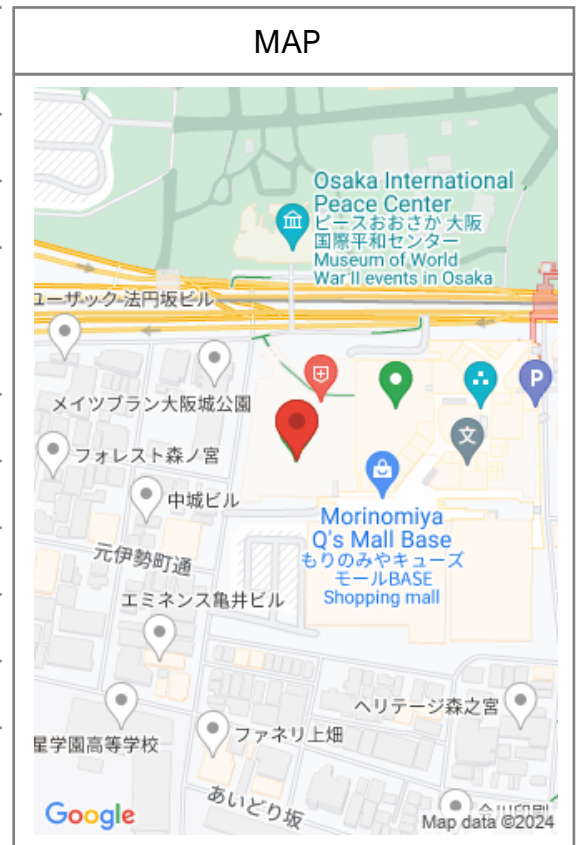 MAP
Osaka International
Peace Center
ピースおおさか 大阪
国際平和センター
Museum of World
War II events in Osaka
ユーザック 法円坂ビル
P
メイツブラン大阪城公園
文
フォレスト森ノ宮
中城ビル
Morinomiya
Q's Mall Base
もりのみやキューズ
モールBASE
Shopping mall
元伊勢町通
エミネンス亀井ビル
ヘリテージ森之宮
星学園高等学校
ファネリ上畑
あいどり坂
Google
Map data ©2024